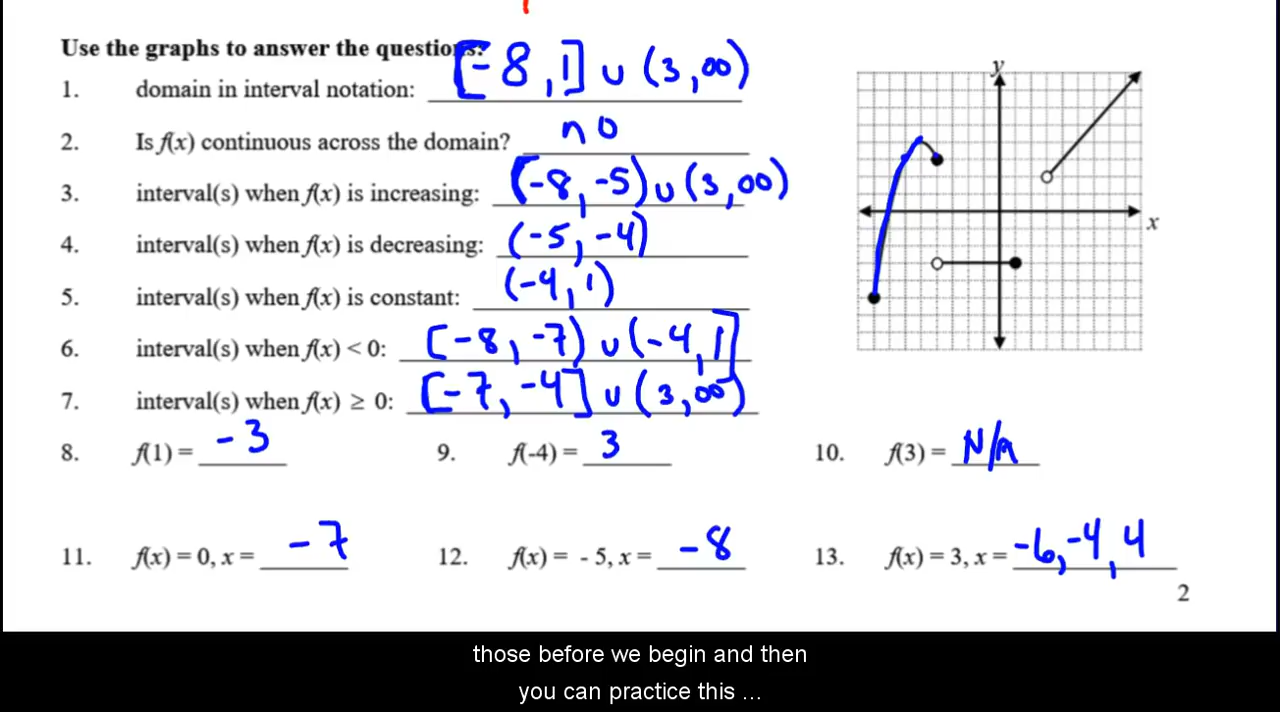 Use the graphs to answer the questions:
1. domain in interval notation: [-8, 1] ∪ (3, ∞)
2. Is f(x) continuous across the domain? no
3. interval(s) when f(x) is increasing: (-8, -5) ∪ (3, ∞)
4. interval(s) when f(x) is decreasing: (-5, -4)
5. interval(s) when f(x) is constant: (-4, 1)
6. interval(s) when f(x) < 0: [-8, -7) ∪ (-4, 1]
7. interval(s) when f(x) ≥ 0: [-7, -4] ∪ (3, ∞)
8. f(1) = -3 9. f(-4) = 3 10. f(3) = N/A
11. f(x) = 0, x = -7 12. f(x) = - 5, x = -8 13. f(x) = 3, x = -6, -4, 4
y
x
2
those before we begin and then
you can practice this ...